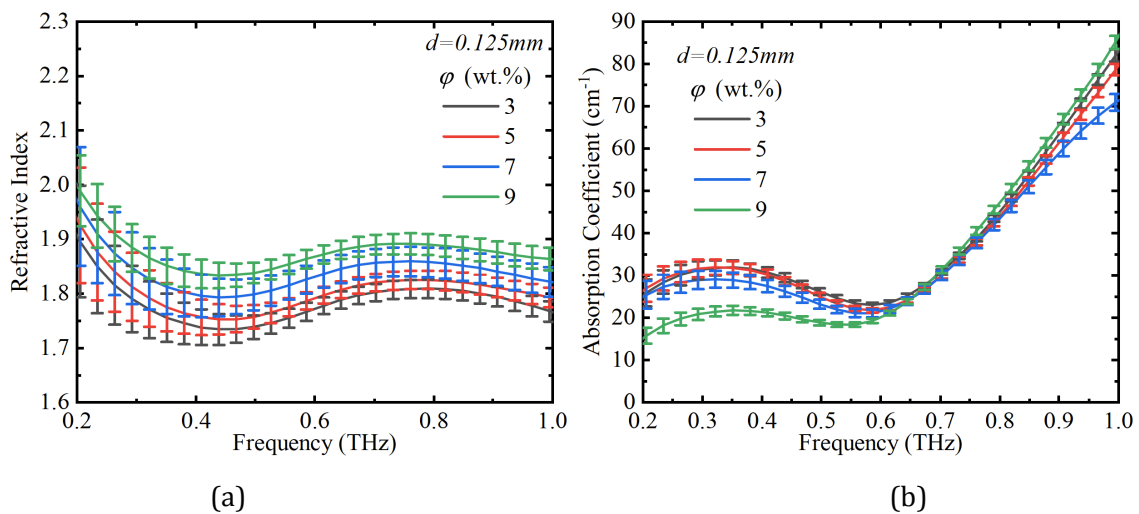 2.3
2.2
2.1
2.0
1.9
1.8
1.7
1.6
Refractive Index
d=0.125mm
φ (wt.%)
3
5
7
9
0.2 0.4 0.6 0.8 1.0
Frequency (THz)
(a)
90
80
70
60
50
40
30
20
10
0
Absorption Coefficient (cm⁻¹)
d=0.125mm
φ (wt.%)
3
5
7
9
0.2 0.3 0.4 0.5 0.6 0.7 0.8 0.9 1.0
Frequency (THz)
(b)